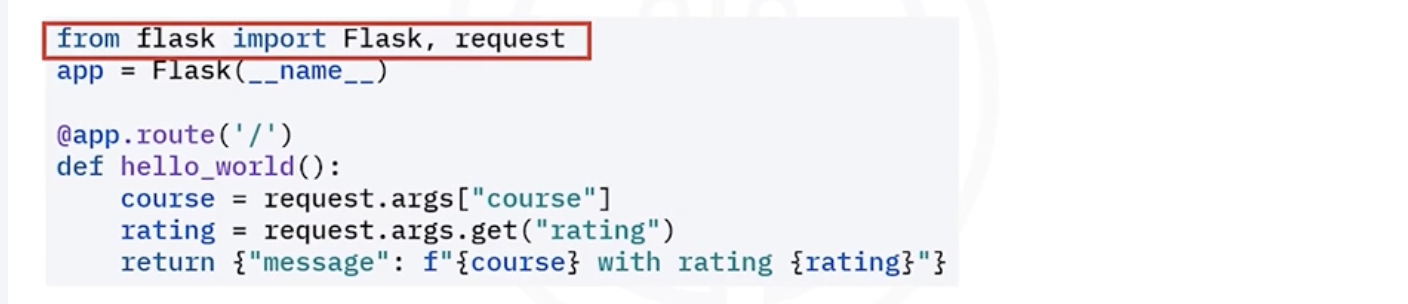 from flask import Flask, request
app = Flask(__name__)
@app.route('/')
def hello_world():
    course = request.args["course"]
    rating = request.args.get("rating")
    return {"message": f"{course} with rating {rating}"}